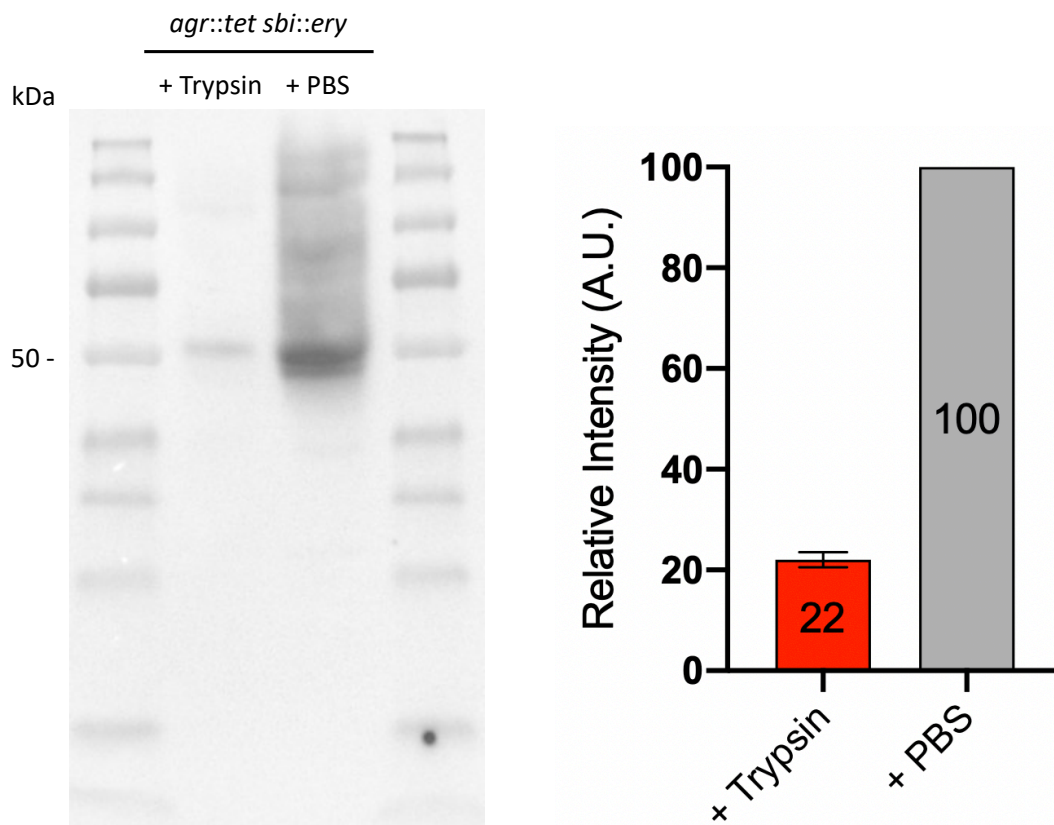 agr::tet sbi::ery
+ Trypsin + PBS
kDa
50 -
Relative Intensity (A.U.)
100
80
60
40
20
0
22
100
+ Trypsin
+ PBS